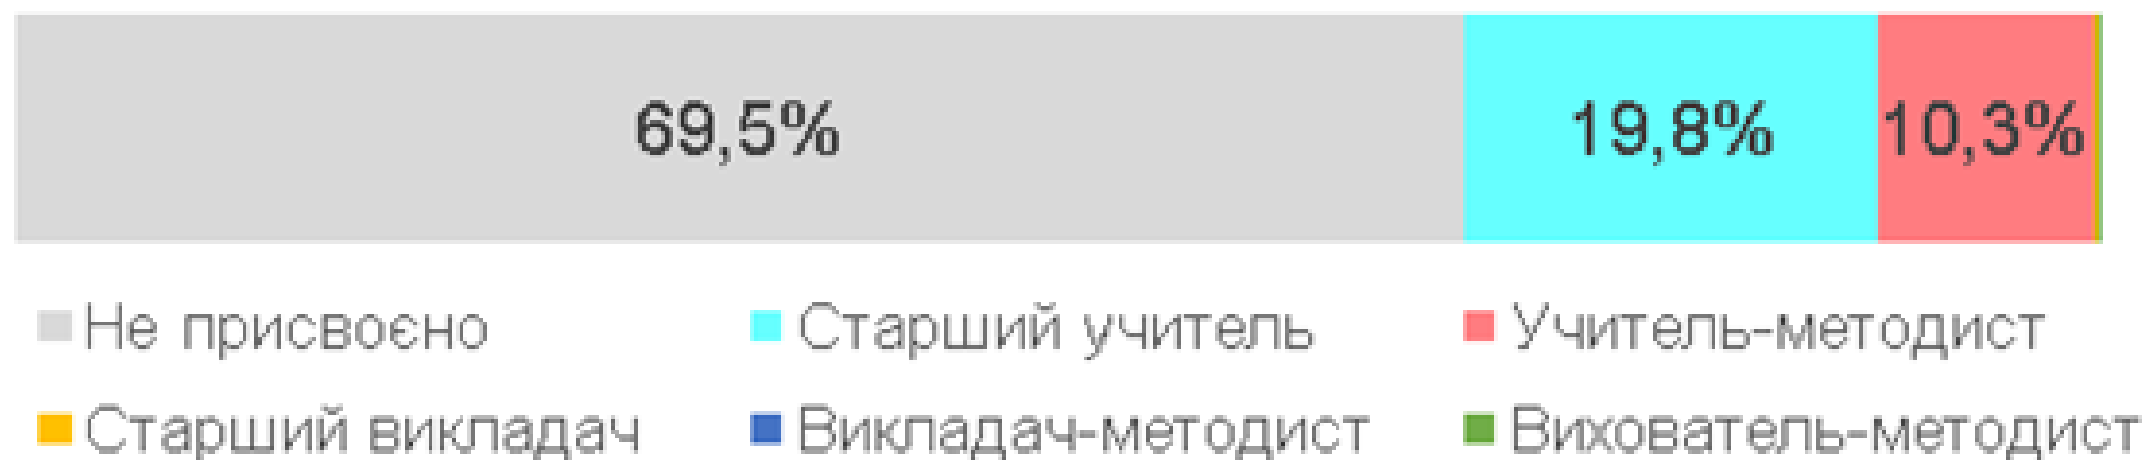 69,5% 19,8% 10,3%
Не присвоєно Старший учитель Учитель-методист
Старший викладач Викладач-методист Вихователь-методист